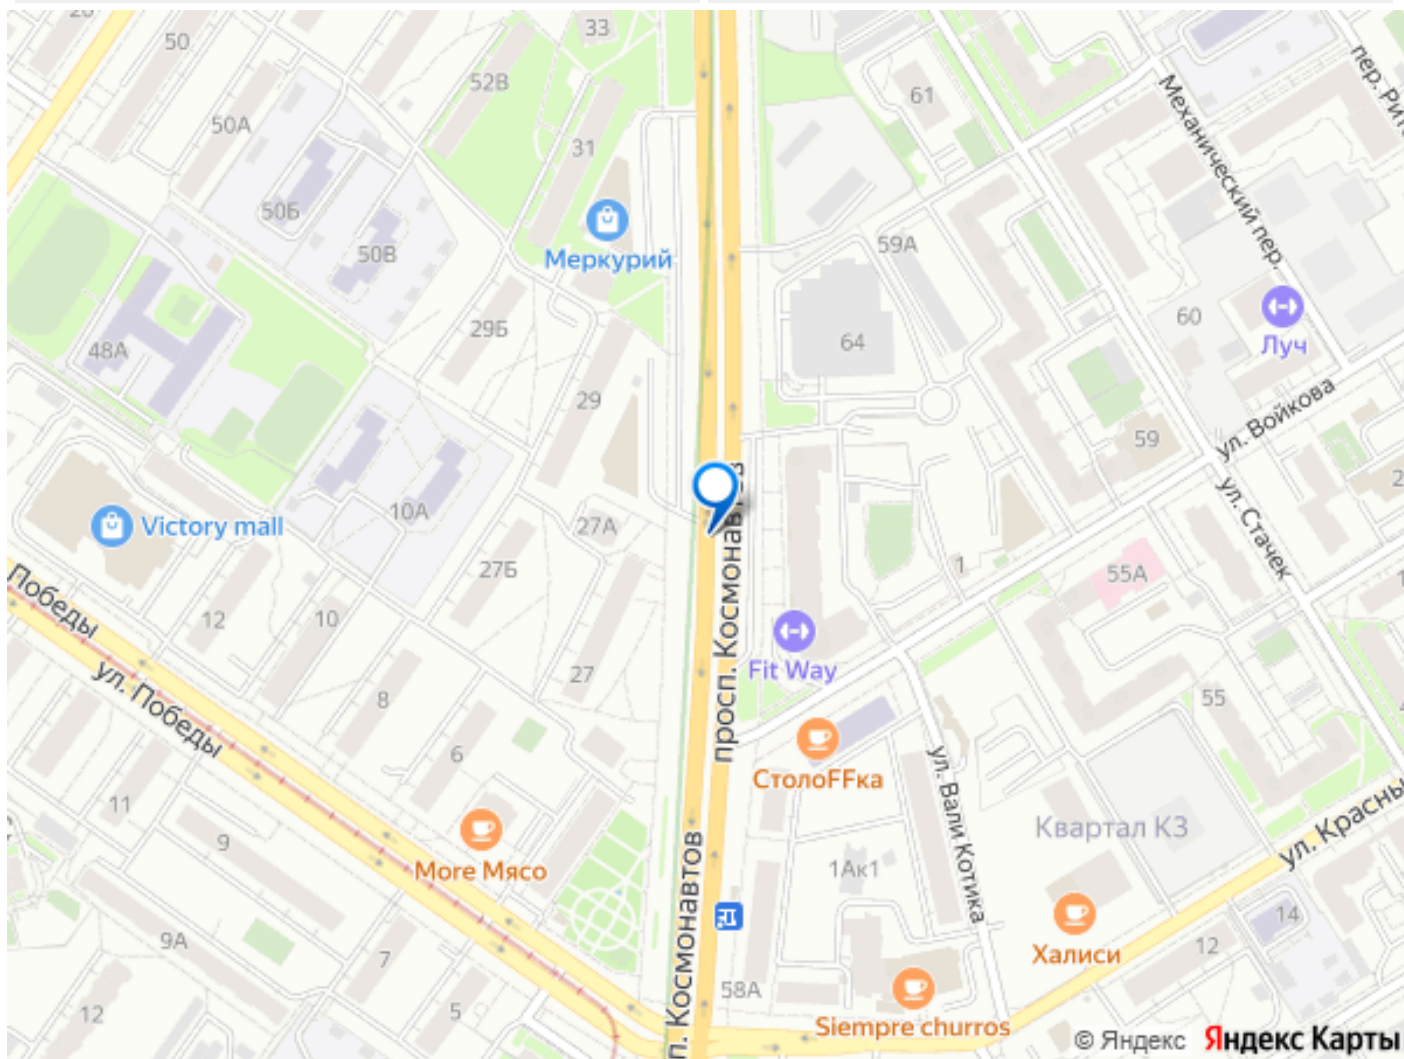 50
33
52В
61
50А
31
пер. Рит
Механический пер.
50Б
50В
Меркурий
59А
29Б
48А
64
60
Луч
29
59
ул. Войкова
Victory mall
10А
27А
ул. Стачек
27Б
1
55А
Победы
12
10
27
Fit Way
просп. Космонавтов
ул. Победы
8
6
СтолоFFка
55
ул. Вали Котика
11
9
More Мясо
1Ак1
Квартал КЗ
ул. Красны
п. Космонавтов
9А
7
14
12
Халиси
12
5
58А
Siempre churros
© Яндекс Яндекс Карты